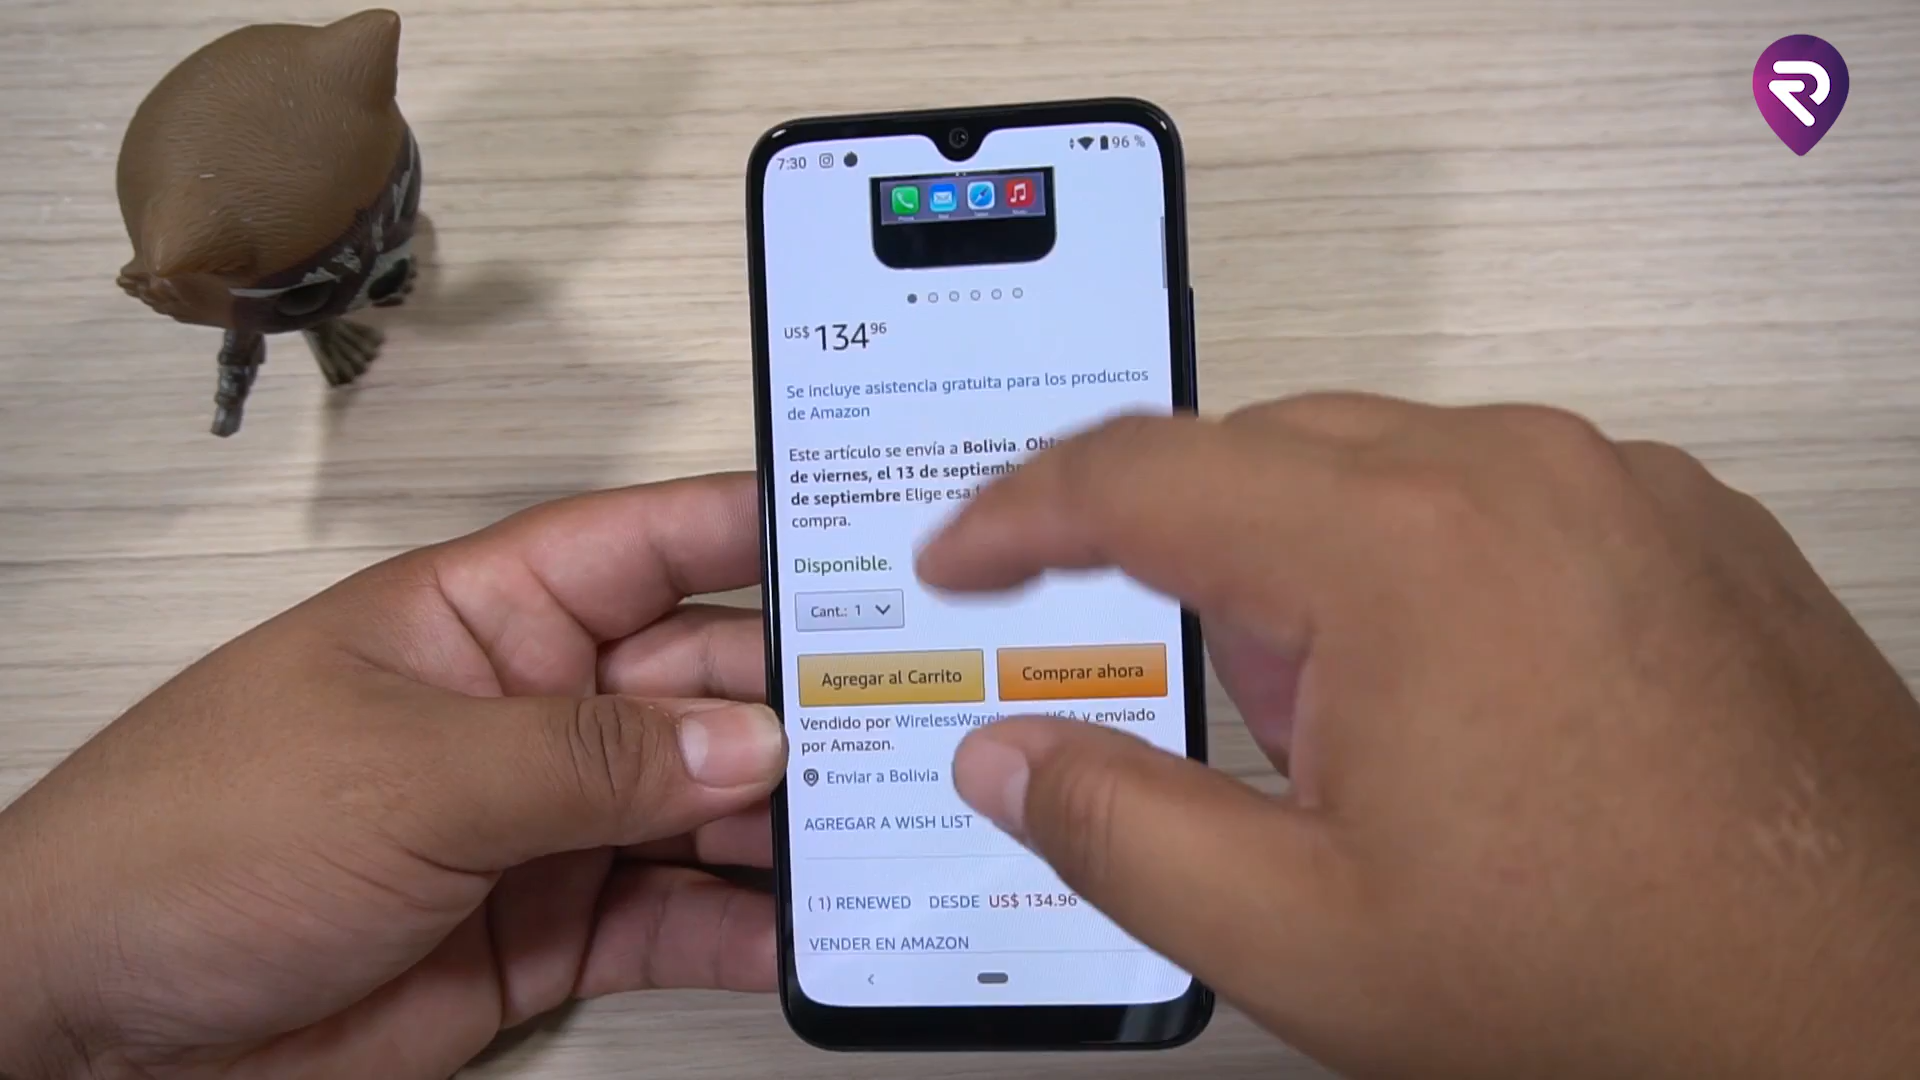 7:30
96 %
US$ 134 96
Se incluye asistencia gratuita para los productos
de Amazon
Este artículo se envía a Bolivia.
de viernes, el 13 de septiembre
de septiembre Elige esa
compra.
Disponible.
Cant.: 1
Agregar al Carrito
Comprar ahora
Vendido por y enviado
por Amazon.
Enviar a Bolivia
AGREGAR A WISH LIST
( 1) RENEWED DESDE US$ 134.96
VENDER EN AMAZON